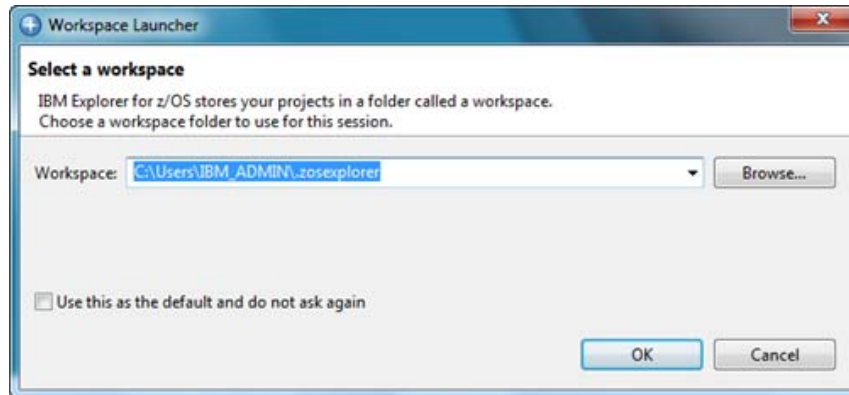 Workspace Launcher
Select a workspace
IBM Explorer for z/OS stores your projects in a folder called a workspace.
Choose a workspace folder to use for this session.
Workspace: C:\Users\IBM_ADMIN\.zosexplorer Browse...
Use this as the default and do not ask again
OK Cancel